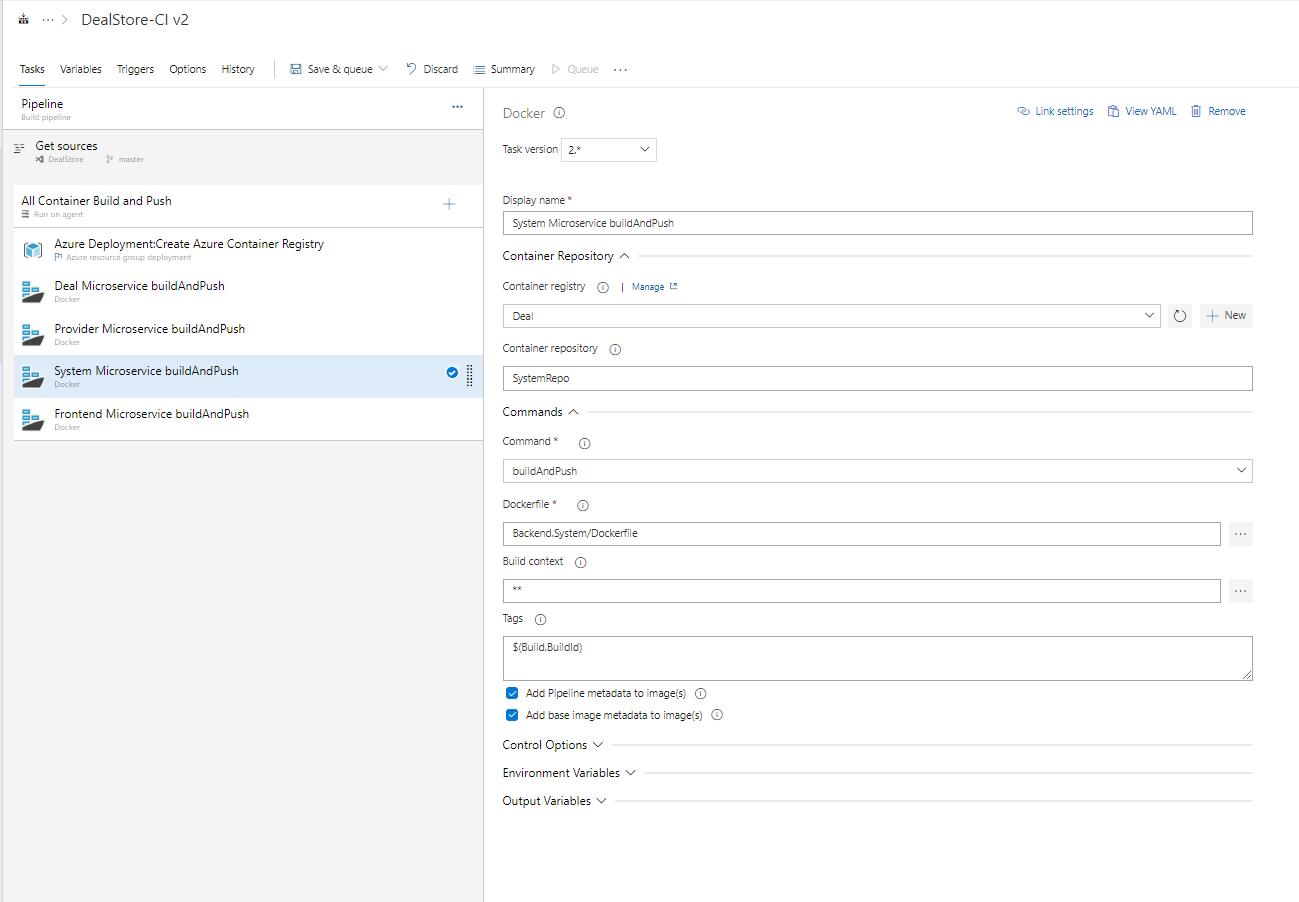 ··· > DealStore-CI v2
Tasks Variables Triggers Options History Save & queue Discard Summary Queue ···
Pipeline ···
Build pipeline
Get sources
DealStore master
All Container Build and Push +
Run on agent
Azure Deployment:Create Azure Container Registry
Azure resource group deployment
Deal Microservice buildAndPush
Docker
Provider Microservice buildAndPush
Docker
System Microservice buildAndPush
Docker
Frontend Microservice buildAndPush
Docker
Docker Link settings View YAML Remove
Task version 2.*
Display name *
System Microservice buildAndPush
Container Repository
Container registry | Manage
Deal + New
Container repository
SystemRepo
Commands
Command *
buildAndPush
Dockerfile *
Backend.System/Dockerfile ···
Build context
** ···
Tags
$(Build.BuildId)
Add Pipeline metadata to image(s)
Add base image metadata to image(s)
Control Options
Environment Variables
Output Variables